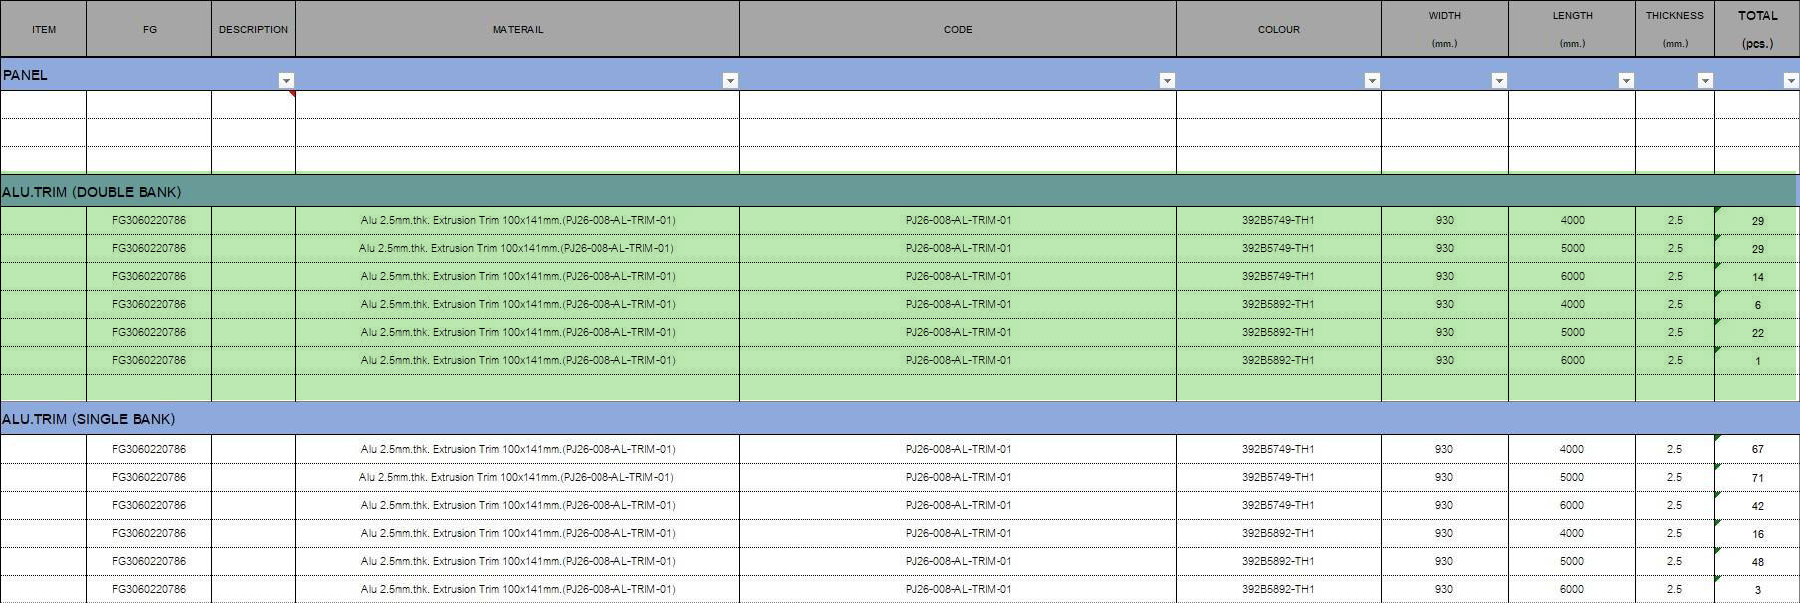 ITEM FG DESCRIPTION MATERAIL CODE COLOUR WIDTH (mm.) LENGTH (mm.) THICKNESS (mm.) TOTAL (pcs.)
PANEL
ALU.TRIM (DOUBLE BANK)
FG3060220786 Alu 2.5mm.thk. Extrusion Trim 100x141mm.(PJ26-008-AL-TRIM-01) PJ26-008-AL-TRIM-01 392B5749-TH1 930 4000 2.5 29
FG3060220786 Alu 2.5mm.thk. Extrusion Trim 100x141mm.(PJ26-008-AL-TRIM-01) PJ26-008-AL-TRIM-01 392B5749-TH1 930 5000 2.5 29
FG3060220786 Alu 2.5mm.thk. Extrusion Trim 100x141mm.(PJ26-008-AL-TRIM-01) PJ26-008-AL-TRIM-01 392B5749-TH1 930 6000 2.5 14
FG3060220786 Alu 2.5mm.thk. Extrusion Trim 100x141mm.(PJ26-008-AL-TRIM-01) PJ26-008-AL-TRIM-01 392B5892-TH1 930 4000 2.5 6
FG3060220786 Alu 2.5mm.thk. Extrusion Trim 100x141mm.(PJ26-008-AL-TRIM-01) PJ26-008-AL-TRIM-01 392B5892-TH1 930 5000 2.5 22
FG3060220786 Alu 2.5mm.thk. Extrusion Trim 100x141mm.(PJ26-008-AL-TRIM-01) PJ26-008-AL-TRIM-01 392B5892-TH1 930 6000 2.5 1
ALU.TRIM (SINGLE BANK)
FG3060220786 Alu 2.5mm.thk. Extrusion Trim 100x141mm.(PJ26-008-AL-TRIM-01) PJ26-008-AL-TRIM-01 392B5749-TH1 930 4000 2.5 67
FG3060220786 Alu 2.5mm.thk. Extrusion Trim 100x141mm.(PJ26-008-AL-TRIM-01) PJ26-008-AL-TRIM-01 392B5749-TH1 930 5000 2.5 71
FG3060220786 Alu 2.5mm.thk. Extrusion Trim 100x141mm.(PJ26-008-AL-TRIM-01) PJ26-008-AL-TRIM-01 392B5749-TH1 930 6000 2.5 42
FG3060220786 Alu 2.5mm.thk. Extrusion Trim 100x141mm.(PJ26-008-AL-TRIM-01) PJ26-008-AL-TRIM-01 392B5892-TH1 930 4000 2.5 16
FG3060220786 Alu 2.5mm.thk. Extrusion Trim 100x141mm.(PJ26-008-AL-TRIM-01) PJ26-008-AL-TRIM-01 392B5892-TH1 930 5000 2.5 48
FG3060220786 Alu 2.5mm.thk. Extrusion Trim 100x141mm.(PJ26-008-AL-TRIM-01) PJ26-008-AL-TRIM-01 392B5892-TH1 930 6000 2.5 3